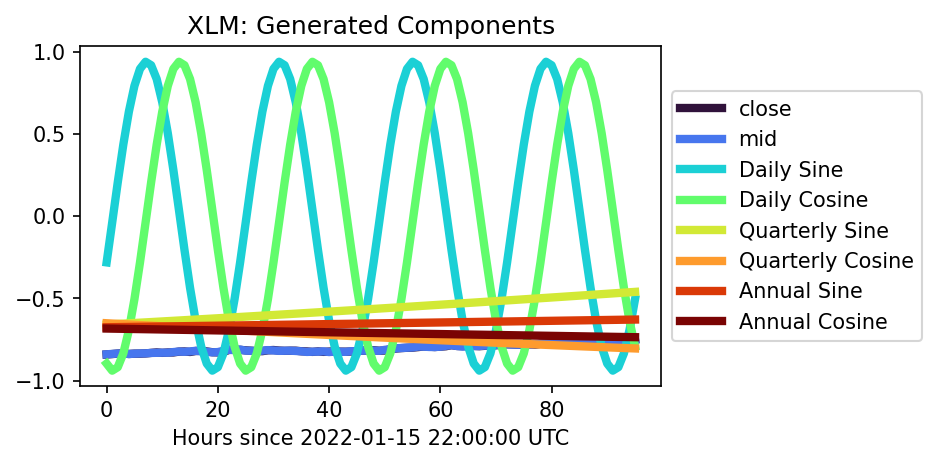 XLM: Generated Components
1.0
0.5
0.0
−0.5
−1.0
0
20
40
60
80
Hours since 2022-01-15 22:00:00 UTC
close
mid
Daily Sine
Daily Cosine
Quarterly Sine
Quarterly Cosine
Annual Sine
Annual Cosine